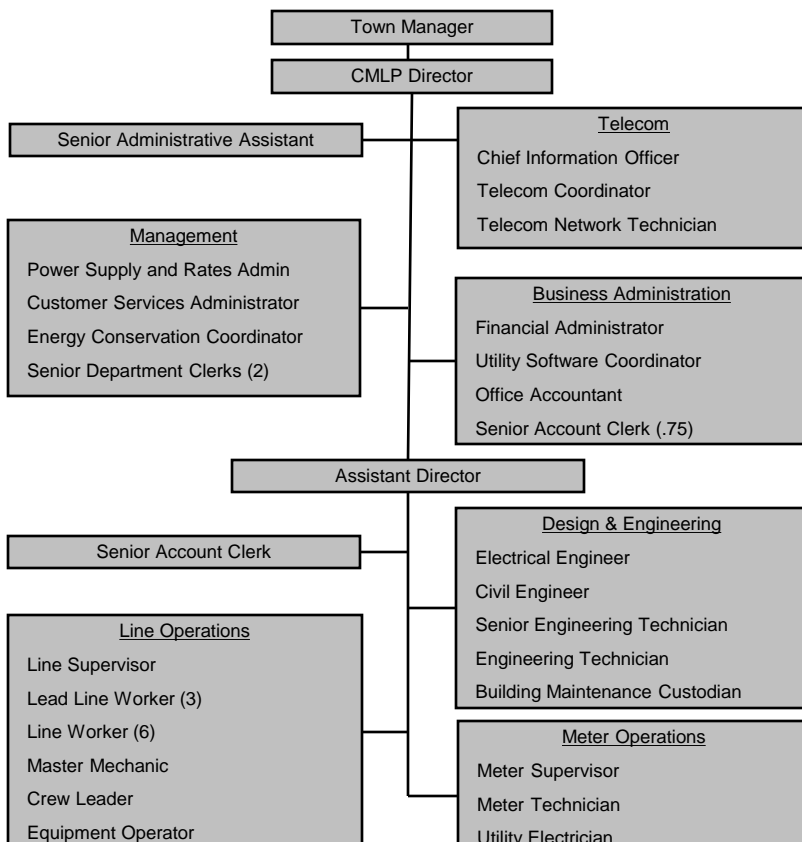 Town Manager
CMLP Director
Senior Administrative Assistant
Telecom
Chief Information Officer
Telecom Coordinator
Telecom Network Technician
Management
Power Supply and Rates Admin
Customer Services Administrator
Energy Conservation Coordinator
Senior Department Clerks (2)
Business Administration
Financial Administrator
Utility Software Coordinator
Office Accountant
Senior Account Clerk (.75)
Assistant Director
Senior Account Clerk
Design & Engineering
Electrical Engineer
Civil Engineer
Senior Engineering Technician
Engineering Technician
Building Maintenance Custodian
Line Operations
Line Supervisor
Lead Line Worker (3)
Line Worker (6)
Master Mechanic
Crew Leader
Equipment Operator
Meter Operations
Meter Supervisor
Meter Technician
Utility Electrician